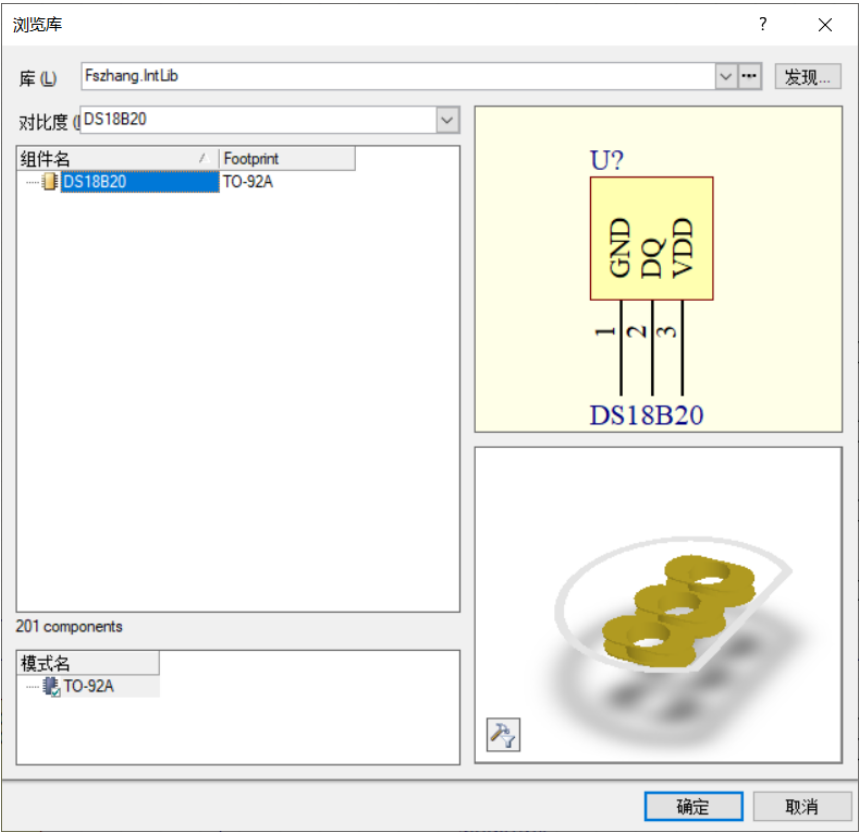 浏览库
?
库 (L)
Fszhang.IntLib
发现...
对比度 (
DS18B20
组件名
Footprint
DS18B20
TO-92A
U?
GND
DQ
VDD
1
2
3
DS18B20
201 components
模式名
TO-92A
确定
取消